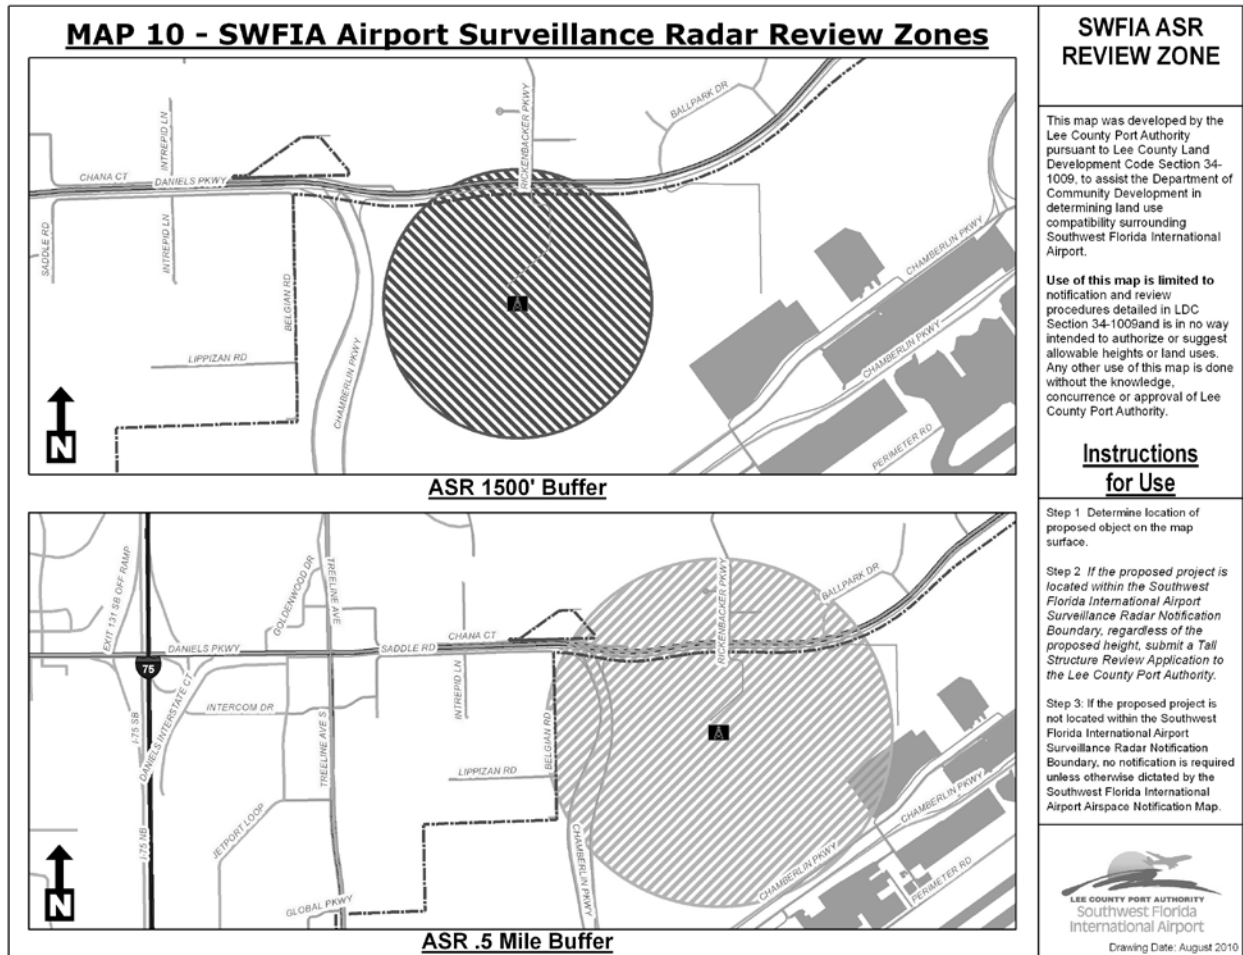 MAP 10 - SWFIA Airport Surveillance Radar Review Zones
BALLPARK DR
RICKENBACKER PKWY
INTREPID LN
CHANA CT
DANIELS PKWY
SADDLE RD
INTREPID LN
BELGIAN RD
LIPPIZAN RD
CHAMBERLIN PKWY
CHAMBERLIN PKWY
CHAMBERLIN PKWY
PERIMETER RD
N
ASR 1500' Buffer
EXIT 131 SB OFF RAMP
GOLDENWOOD DR
TREELINE AVE
RICKENBACKER PKWY
BALLPARK DR
DANIELS PKWY
CHANA CT
SADDLE RD
75
INTREPID LN
DANIELS INTERSTATE CT
INTERCOM DR
I-75 SB
TREELINE AVE S
BELGIAN RD
LIPPIZAN RD
JETPORT LOOP
I-75 NB
CHAMBERLIN PKWY
CHAMBERLIN PKWY
CHAMBERLIN PKWY
PERIMETER RD
GLOBAL PKWY
N
ASR .5 Mile Buffer
SWFIA ASR
REVIEW ZONE
This map was developed by the
Lee County Port Authority
pursuant to Lee County Land
Development Code Section 34-
1009, to assist the Department of
Community Development in
determining land use
compatibility surrounding
Southwest Florida International
Airport.
Use of this map is limited to
notification and review
procedures detailed in LDC
Section 34-1009and is in no way
intended to authorize or suggest
allowable heights or land uses.
Any other use of this map is done
without the knowledge,
concurrence or approval of Lee
County Port Authority.
Instructions
for Use
Step 1 Determine location of
proposed object on the map
surface.
Step 2 If the proposed project is
located within the Southwest
Florida International Airport
Surveillance Radar Notification
Boundary, regardless of the
proposed height, submit a Tall
Structure Review Application to
the Lee County Port Authority.
Step 3: If the proposed project is
not located within the Southwest
Florida International Airport
Surveillance Radar Notification
Boundary, no notification is required
unless otherwise dictated by the
Southwest Florida International
Airport Airspace Notification Map.
LEE COUNTY PORT AUTHORITY
Southwest Florida
International Airport
Drawing Date: August 2010